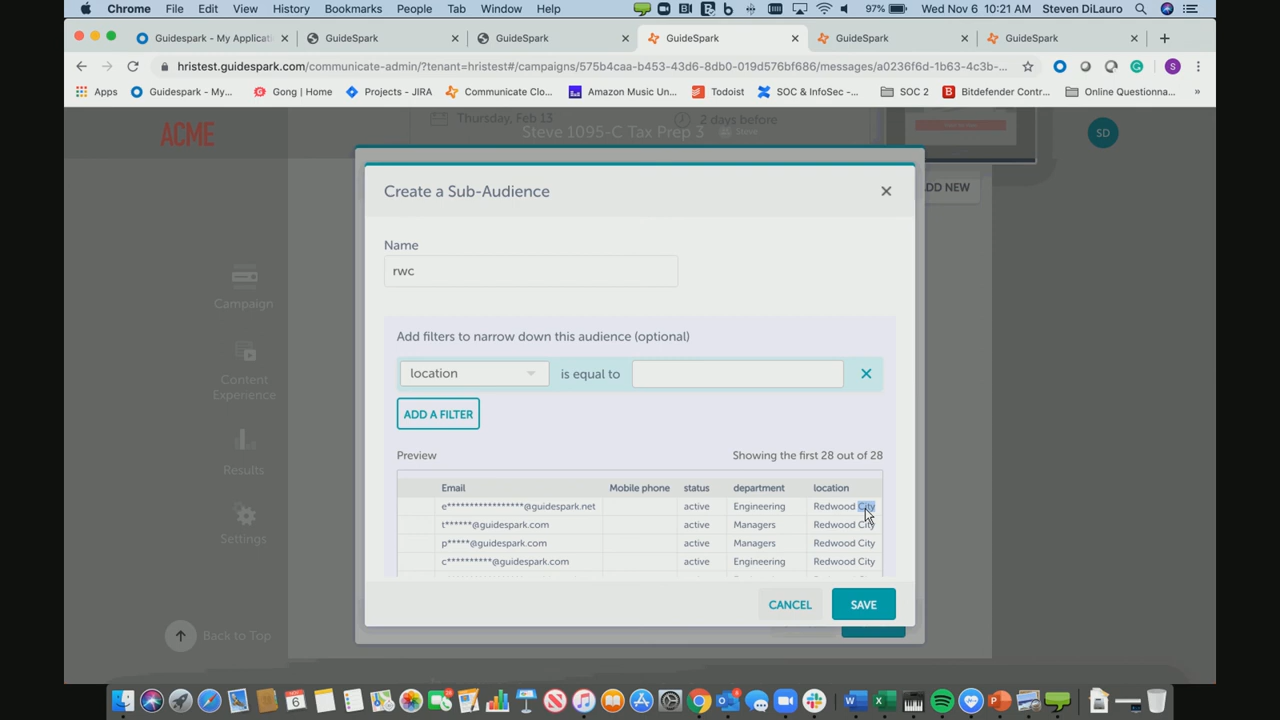 Chrome File Edit View History Bookmarks People Tab Window Help 97% Wed Nov 6 10:21 AM Steven DiLauro
Guidespark - My Applicati GuideSpark GuideSpark GuideSpark GuideSpark GuideSpark
hristest.guidespark.com/communicate-admin/?tenant=hristest#/campaigns/575b4caa-b453-43d6-8db0-019d576bf686/messages/a0236f6d-1b63-4c3b-... S
Apps Guidespark - My... Gong | Home Projects - JIRA Communicate Clo... Amazon Music Un... Todoist SOC & InfoSec -... SOC 2 Bitdefender Contr... Online Questionna... »
Thursday, Feb 13 2 days before
ACME Steve 1095-C Tax Prep 3 Steve SD
Create a Sub-Audience
DD NEW
Name
rwc
Campaign
Add filters to narrow down this audience (optional)
location is equal to
Content
Experience
ADD A FILTER
Preview Showing the first 28 out of 28
Results
Email Mobile phone status department location
e*****************@guidespark.net active Engineering Redwood City
t******@guidespark.com active Managers Redwood City
Settings
p*****@guidespark.com active Managers Redwood City
c**********@guidespark.com active Engineering Redwood City
CANCEL SAVE
Back to Top